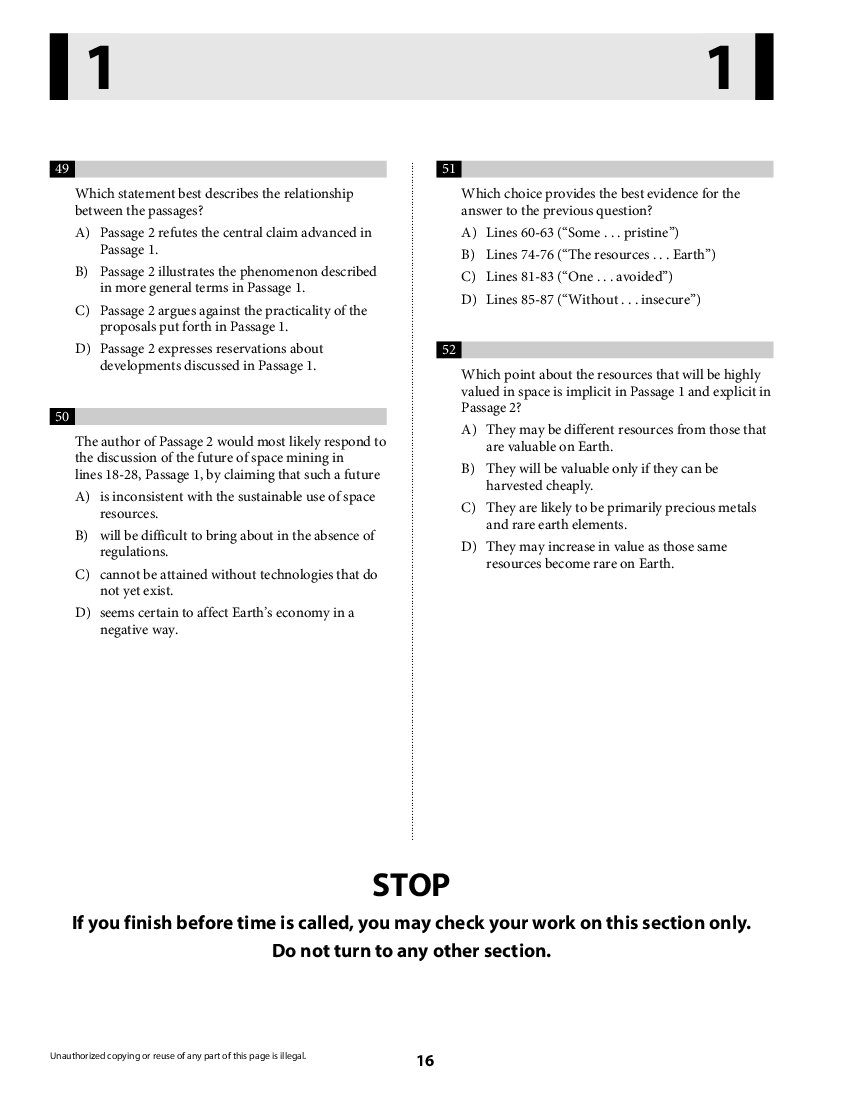 1 1
49
Which statement best describes the relationship
between the passages?
A) Passage 2 refutes the central claim advanced in
Passage 1.
B) Passage 2 illustrates the phenomenon described
in more general terms in Passage 1.
C) Passage 2 argues against the practicality of the
proposals put forth in Passage 1.
D) Passage 2 expresses reservations about
developments discussed in Passage 1.
50
The author of Passage 2 would most likely respond to
the discussion of the future of space mining in
lines 18-28, Passage 1, by claiming that such a future
A) is inconsistent with the sustainable use of space
resources.
B) will be difficult to bring about in the absence of
regulations.
C) cannot be attained without technologies that do
not yet exist.
D) seems certain to affect Earth’s economy in a
negative way.
51
Which choice provides the best evidence for the
answer to the previous question?
A) Lines 60-63 (“Some . . . pristine”)
B) Lines 74-76 (“The resources . . . Earth”)
C) Lines 81-83 (“One . . . avoided”)
D) Lines 85-87 (“Without . . . insecure”)
52
Which point about the resources that will be highly
valued in space is implicit in Passage 1 and explicit in
Passage 2?
A) They may be different resources from those that
are valuable on Earth.
B) They will be valuable only if they can be
harvested cheaply.
C) They are likely to be primarily precious metals
and rare earth elements.
D) They may increase in value as those same
resources become rare on Earth.
STOP
If you finish before time is called, you may check your work on this section only.
Do not turn to any other section.
Unauthorized copying or reuse of any part of this page is illegal.
16